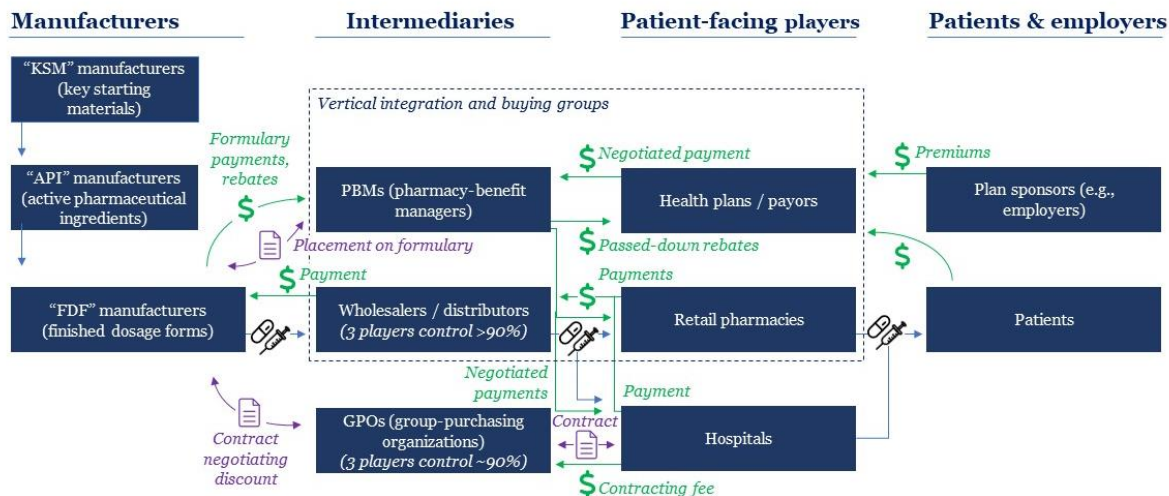 Manufacturers
Intermediaries
Patient-facing players
Patients & employers
“KSM” manufacturers
(key starting
materials)
Vertical integration and buying groups
Formulary
payments,
rebates
$
$ Negotiated payment
$ Premiums
“API” manufacturers
(active pharmaceutical
ingredients)
PBMs (pharmacy-benefit
managers)
Health plans / payors
Plan sponsors (e.g.,
employers)
Placement on formulary
$ Passed-down rebates
$
$ Payment
$ Payments
“FDF” manufacturers
(finished dosage forms)
Wholesalers / distributors
(3 players control >90%)
Retail pharmacies
Patients
Negotiated
payments
Payment
Contract
negotiating
discount
GPOs (group-purchasing
organizations)
(3 players control ~90%)
Contract
Hospitals
$ Contracting fee